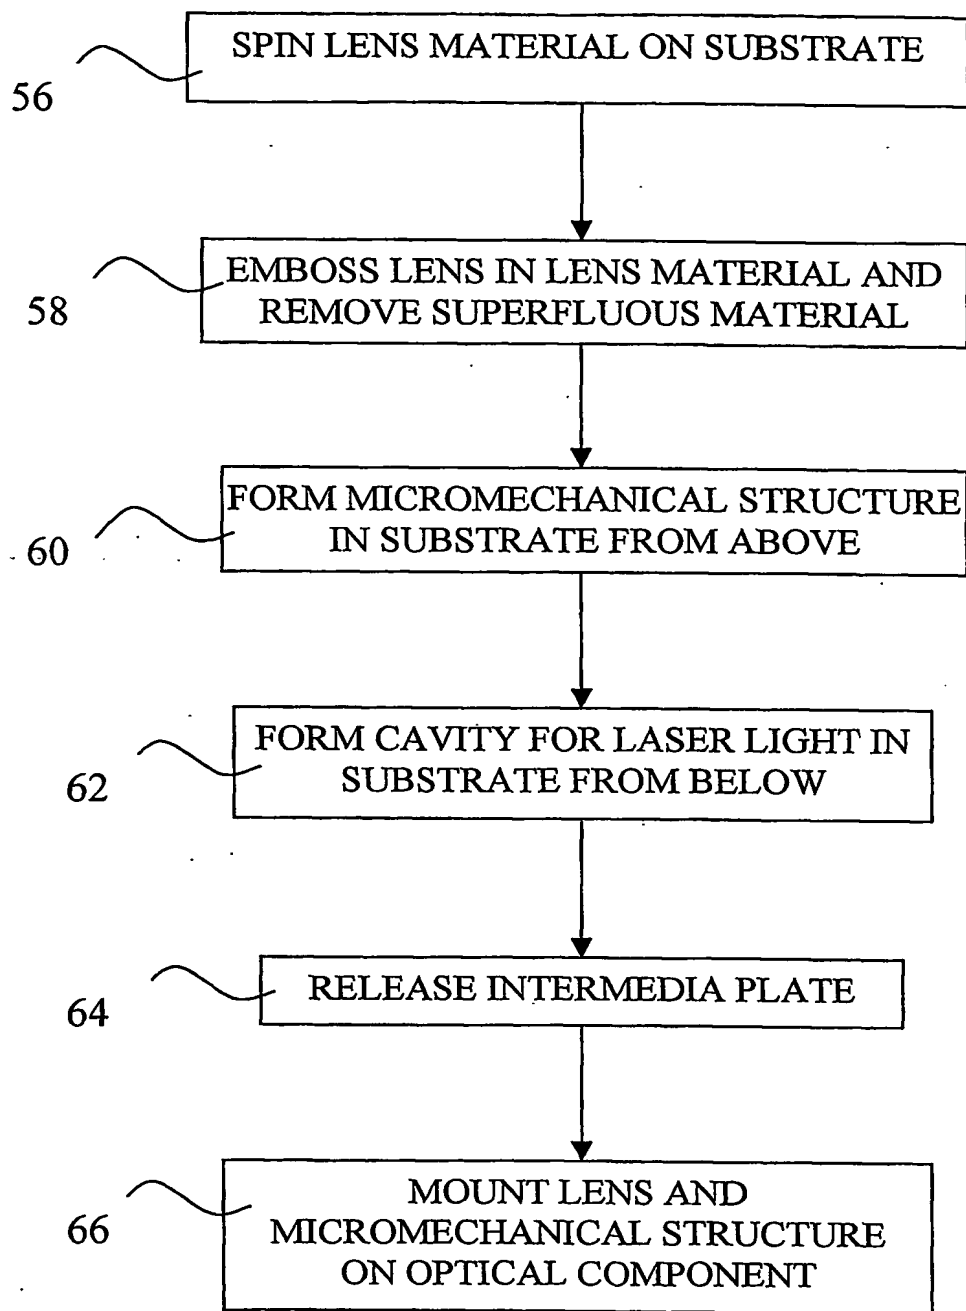 SPIN LENS MATERIAL ON SUBSTRATE
56
EMBOSS LENS IN LENS MATERIAL AND
REMOVE SUPERFLUOUS MATERIAL
58
FORM MICROMECHANICAL STRUCTURE
IN SUBSTRATE FROM ABOVE
60
FORM CAVITY FOR LASER LIGHT IN
SUBSTRATE FROM BELOW
62
RELEASE INTERMEDIA PLATE
64
MOUNT LENS AND
MICROMECHANICAL STRUCTURE
ON OPTICAL COMPONENT
66